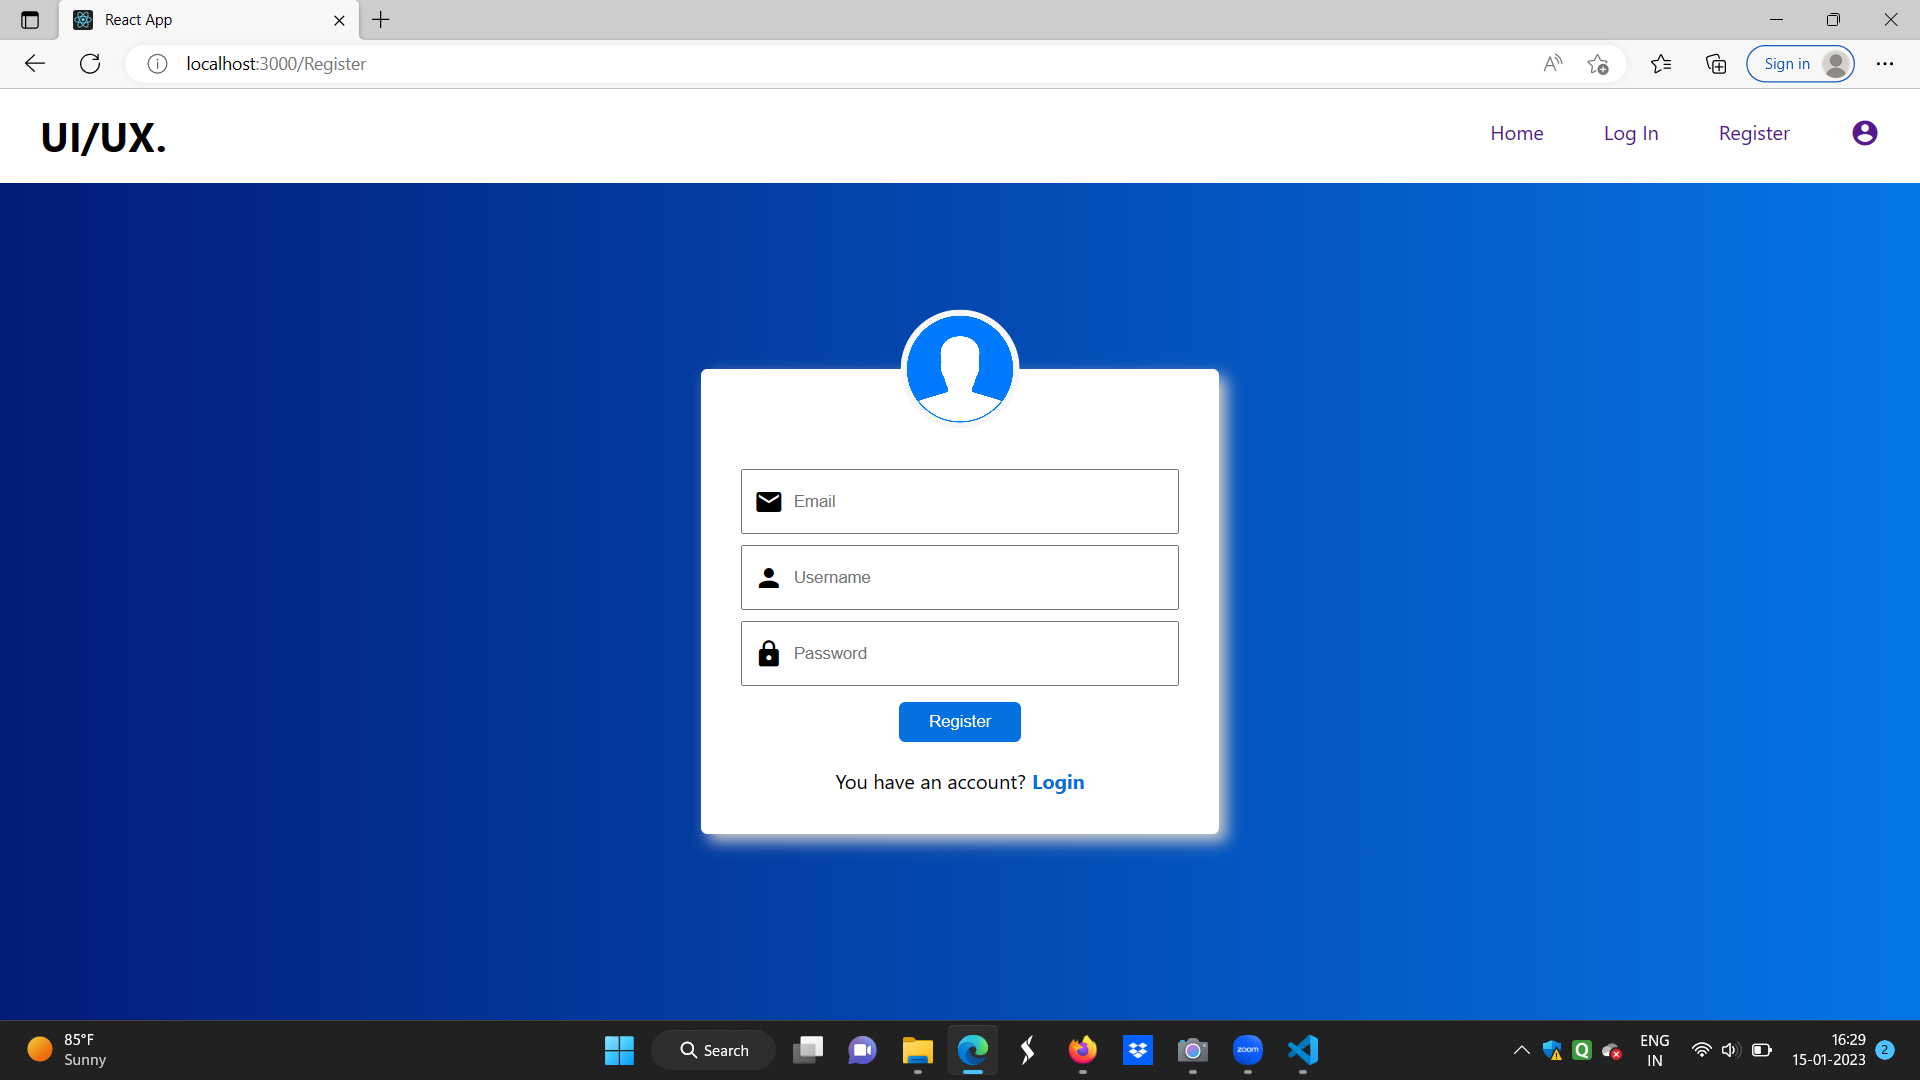 React App
localhost:3000/Register
Sign in
UI/UX.
Home
Log In
Register
Email
Username
Password
Register
You have an account? Login
85°F
Sunny
Search
zoom
Q
ENG
IN
16:29
15-01-2023
2